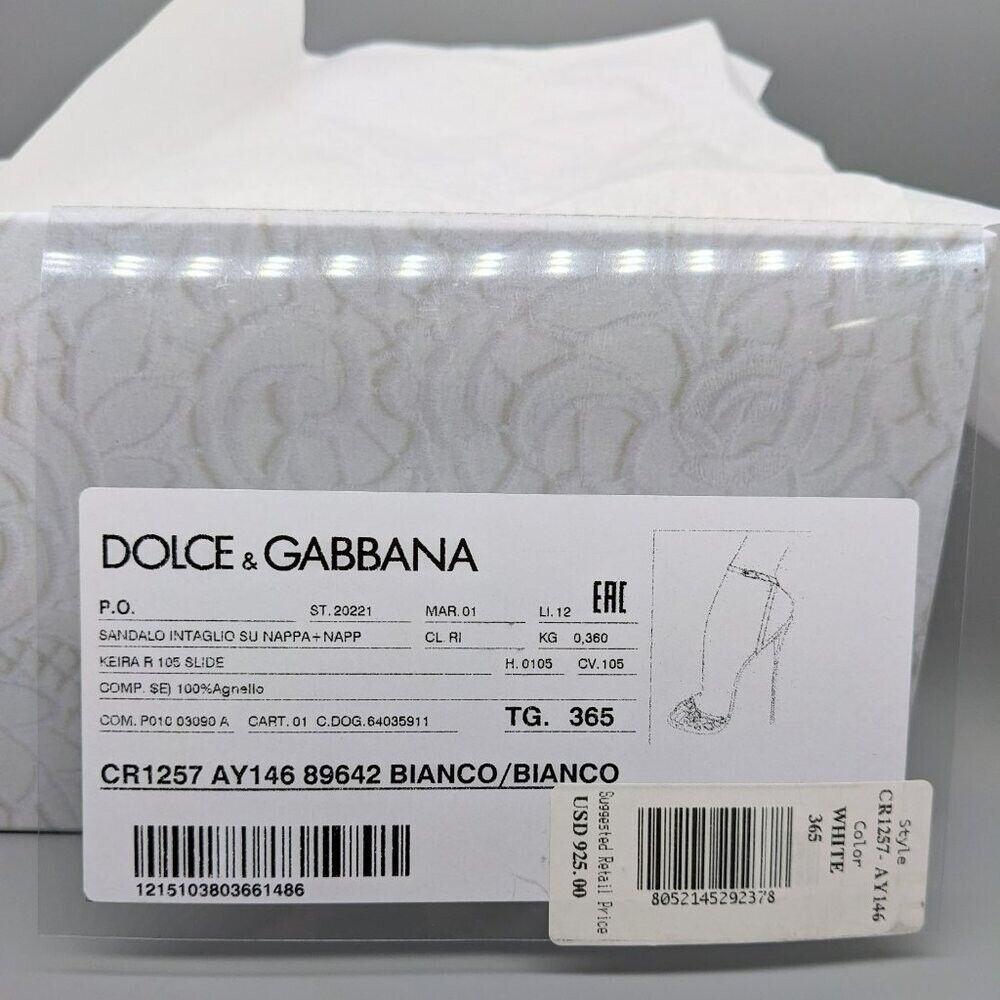 DOLCE & GABBANA
P.O. ST. 20221 MAR. 01 LI. 12 EAC
SANDALO INTAGLIO SU NAPPA+NAPP CL. RI KG 0,360
KEIRA R 105 SLIDE H. 0105 CV. 105
COMP. SE) 100%Agnello
COM. P010 03090 A CART. 01 C.DOG.64035911 TG. 365
CR1257 AY146 89642 BIANCO/BIANCO
1215103803661486
Style
CR1257-AY146
Color
WHITE
365
8052145292378
Suggested Retail Price
USD 925.00